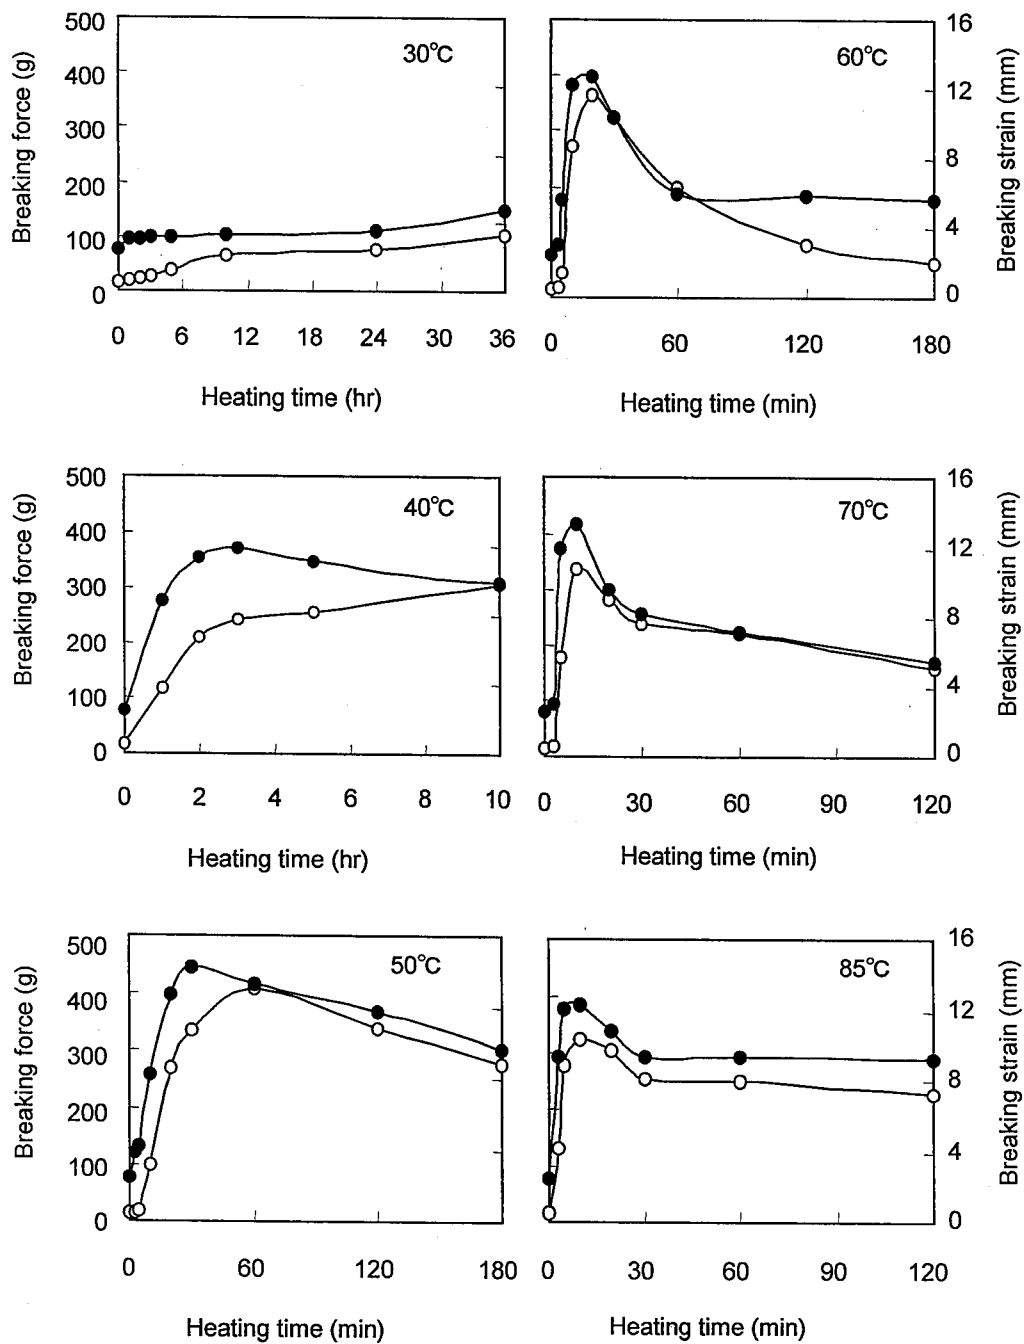 500
400
300
200
100
0
Breaking force (g)
30°C
0 6 12 18 24 30 36
Heating time (hr)
60°C
16
12
8
4
0
Breaking strain (mm)
0 60 120 180
Heating time (min)
500
400
300
200
100
0
Breaking force (g)
40°C
0 2 4 6 8 10
Heating time (hr)
70°C
16
12
8
4
0
Breaking strain (mm)
0 30 60 90 120
Heating time (min)
500
400
300
200
100
0
Breaking force (g)
50°C
0 60 120 180
Heating time (min)
85°C
16
12
8
4
0
Breaking strain (mm)
0 30 60 90 120
Heating time (min)